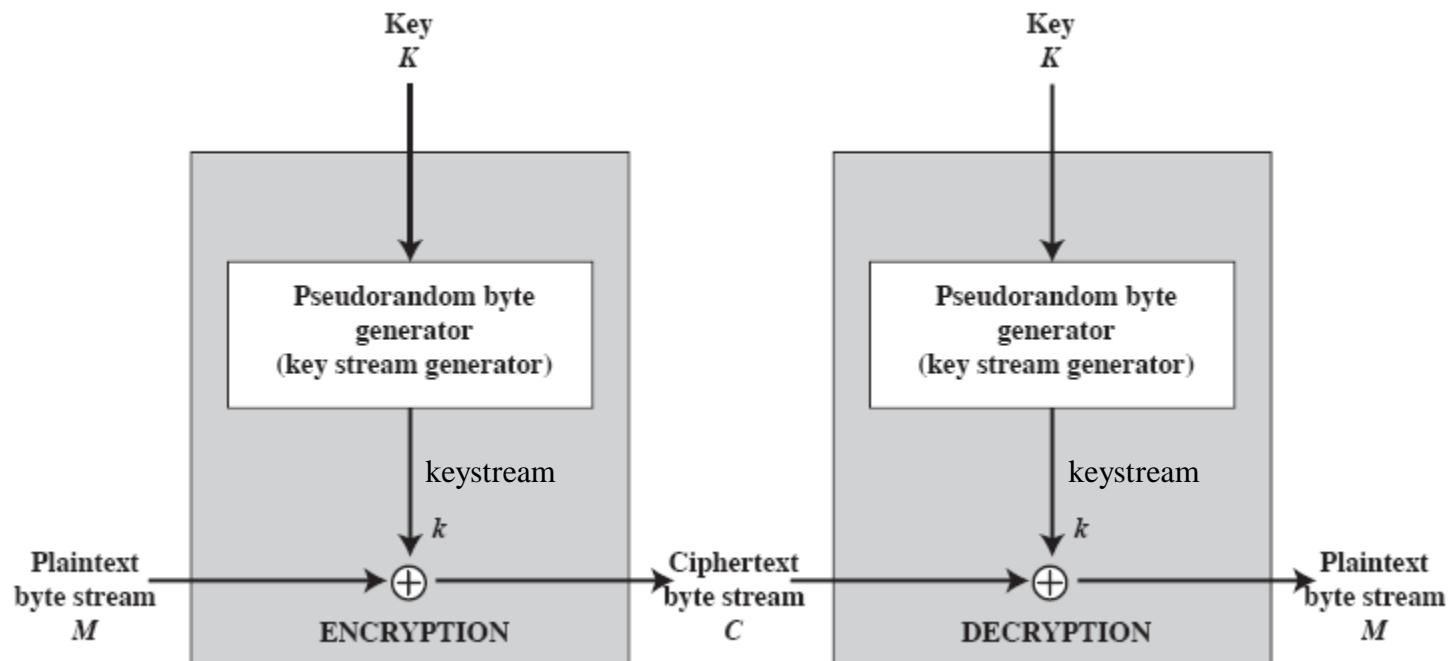 Key
K
Key
K
Pseudorandom byte
generator
(key stream generator)
Pseudorandom byte
generator
(key stream generator)
keystream
k
keystream
k
Plaintext
byte stream
M
ENCRYPTION
Ciphertext
byte stream
C
DECRYPTION
Plaintext
byte stream
M